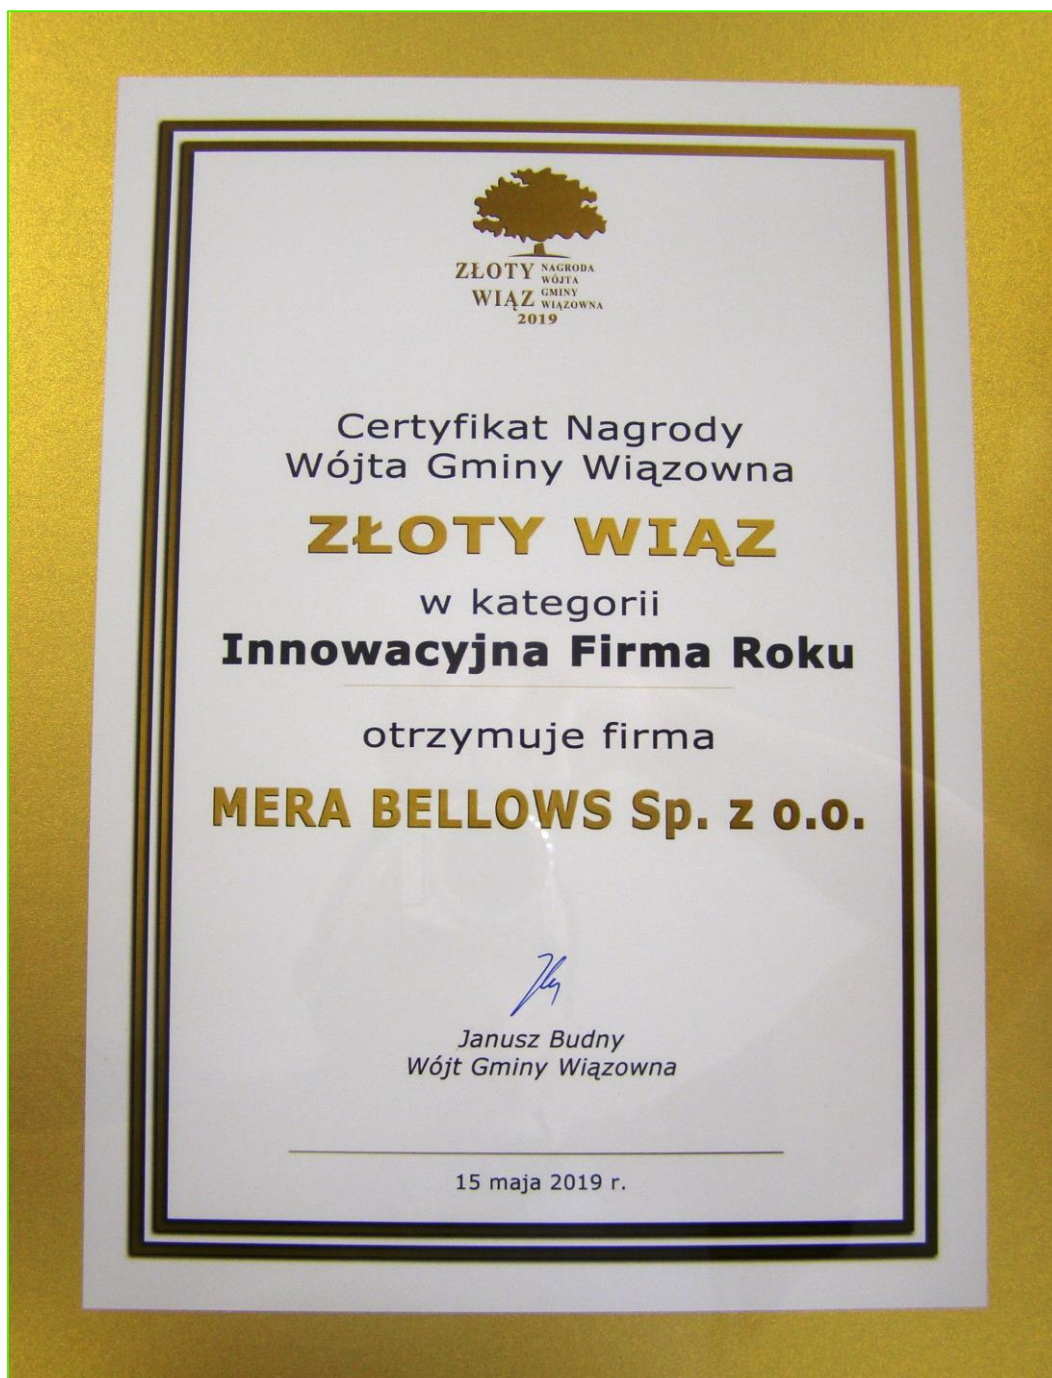 ZŁOTY WIĄZ
NAGRODA
WÓJTA
GMINY
WIĄZOWNA
2019
Certyfikat Nagrody
Wójta Gminy Wiązowna
ZŁOTY WIĄZ
w kategorii
Innowacyjna Firma Roku
otrzymuje firma
MERA BELLOWS Sp. z o.o.
Janusz Budny
Wójt Gminy Wiązowna
15 maja 2019 r.